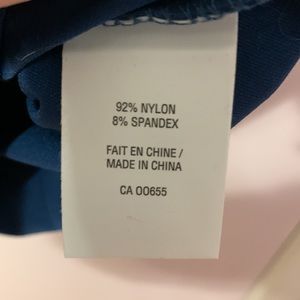 92% NYLON
8% SPANDEX
FAIT EN CHINE /
MADE IN CHINA
CA 00655